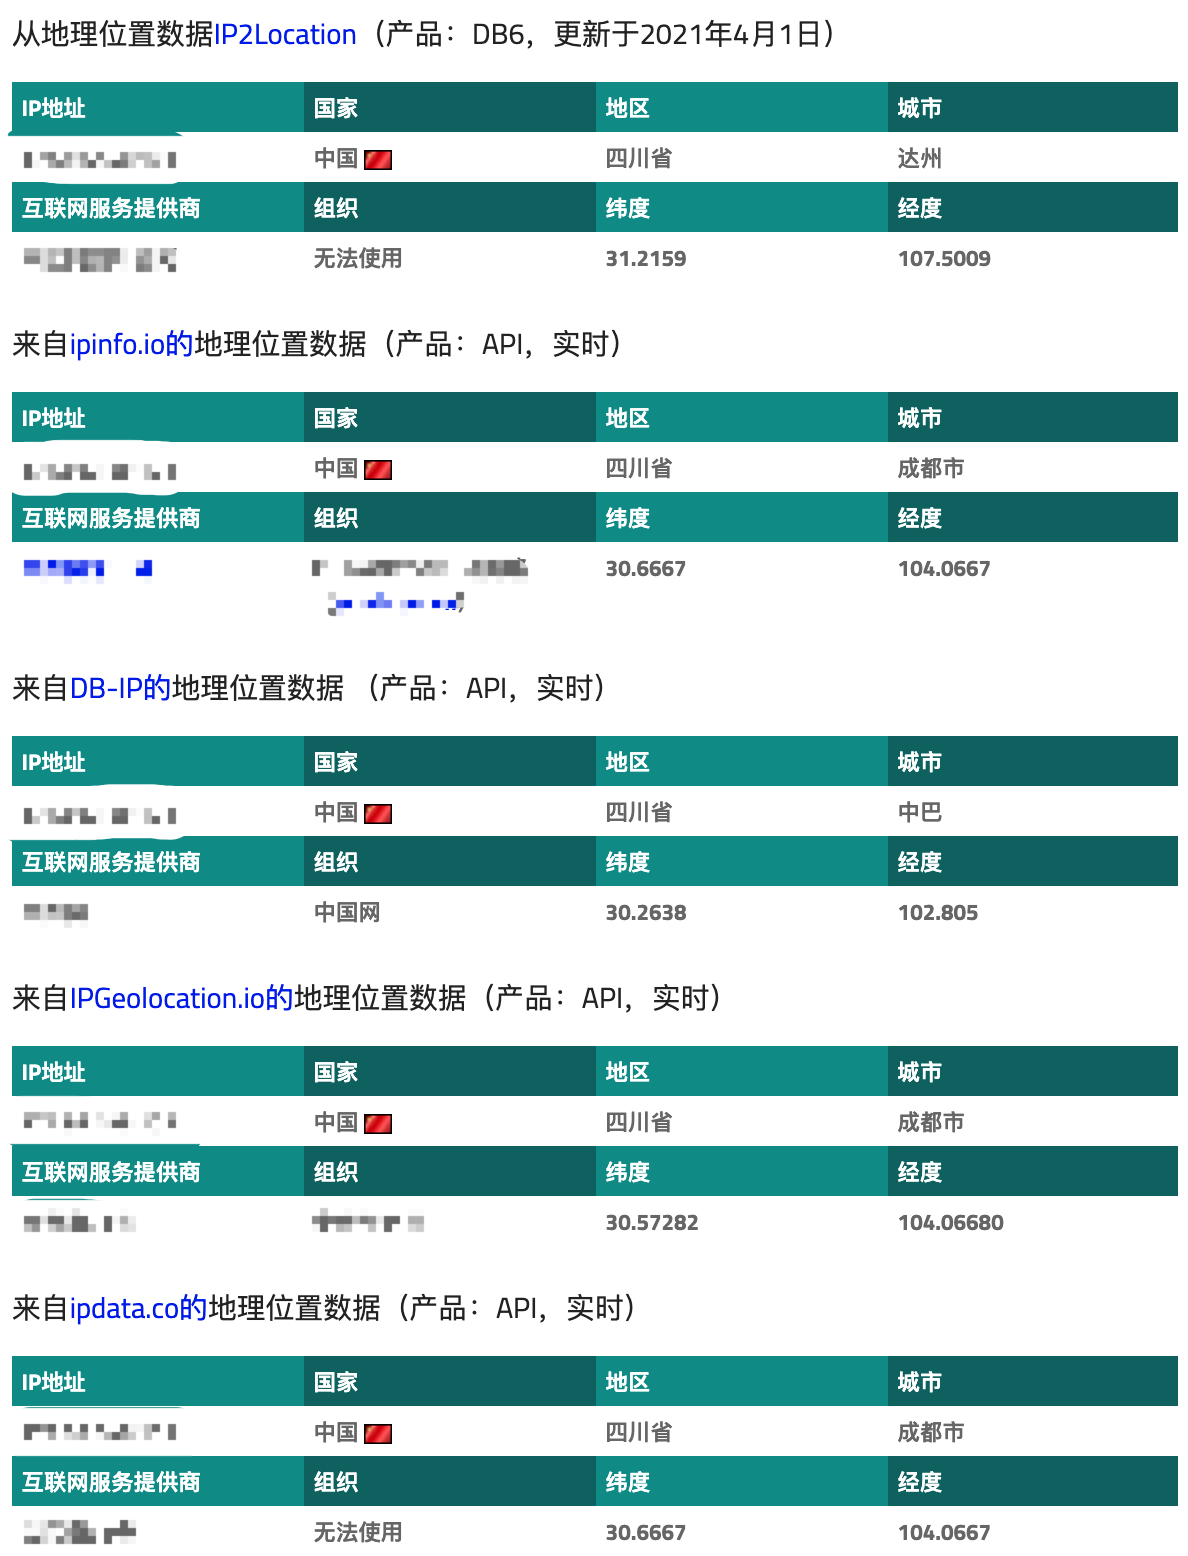 从地理位置数据IP2Location（产品：DB6，更新于2021年4月1日）
IP地址 国家 地区 城市
中国 四川省 达州
互联网服务提供商 组织 纬度 经度
无法使用 31.2159 107.5009
来自ipinfo.io的地理位置数据（产品：API，实时）
IP地址 国家 地区 城市
中国 四川省 成都市
互联网服务提供商 组织 纬度 经度
30.6667 104.0667
来自DB-IP的地理位置数据 （产品：API，实时）
IP地址 国家 地区 城市
中国 四川省 中巴
互联网服务提供商 组织 纬度 经度
中国网 30.2638 102.805
来自IPGeolocation.io的地理位置数据（产品：API，实时）
IP地址 国家 地区 城市
中国 四川省 成都市
互联网服务提供商 组织 纬度 经度
30.57282 104.06680
来自ipdata.co的地理位置数据（产品：API，实时）
IP地址 国家 地区 城市
中国 四川省 成都市
互联网服务提供商 组织 纬度 经度
无法使用 30.6667 104.0667